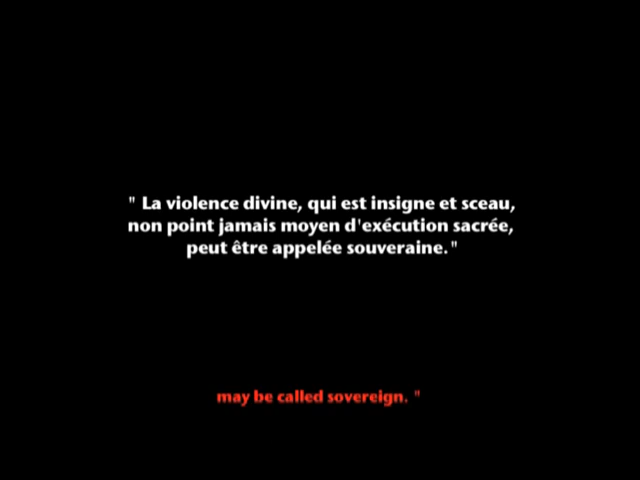 " La violence divine, qui est insigne et sceau,
non point jamais moyen d'exécution sacrée,
peut être appelée souveraine."
may be called sovereign. "